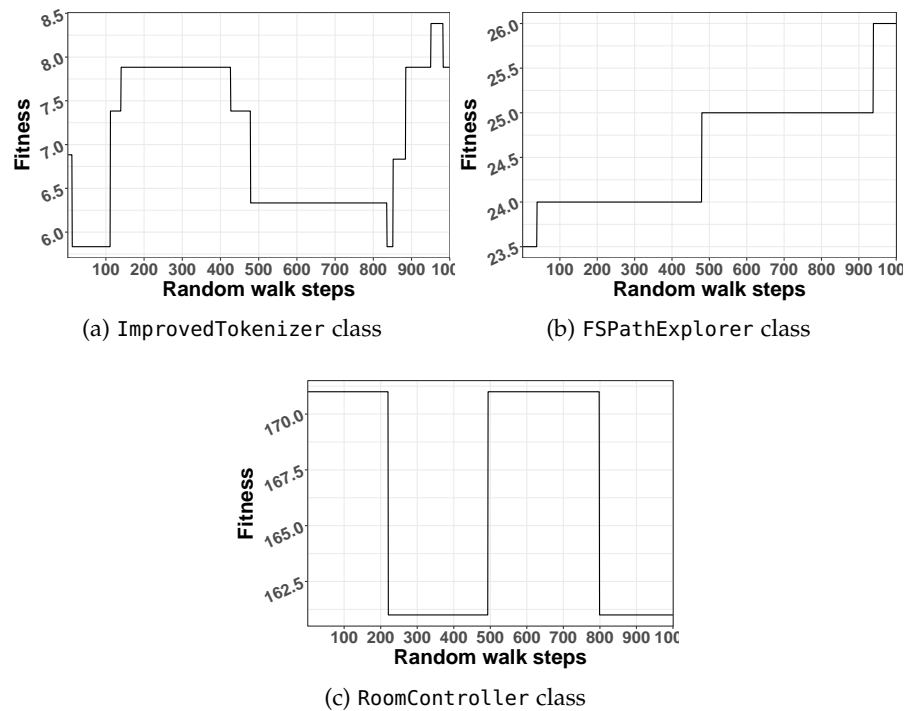 8.5
8.0
7.5
7.0
6.5
6.0
Fitness
100 200 300 400 500 600 700 800 900 100
Random walk steps
(a) ImprovedTokenizer class
26.0
25.5
25.0
24.5
24.0
23.5
Fitness
100 200 300 400 500 600 700 800 900 100
Random walk steps
(b) FSPathExplorer class
170.0
167.5
165.0
162.5
Fitness
100 200 300 400 500 600 700 800 900 100
Random walk steps
(c) RoomController class